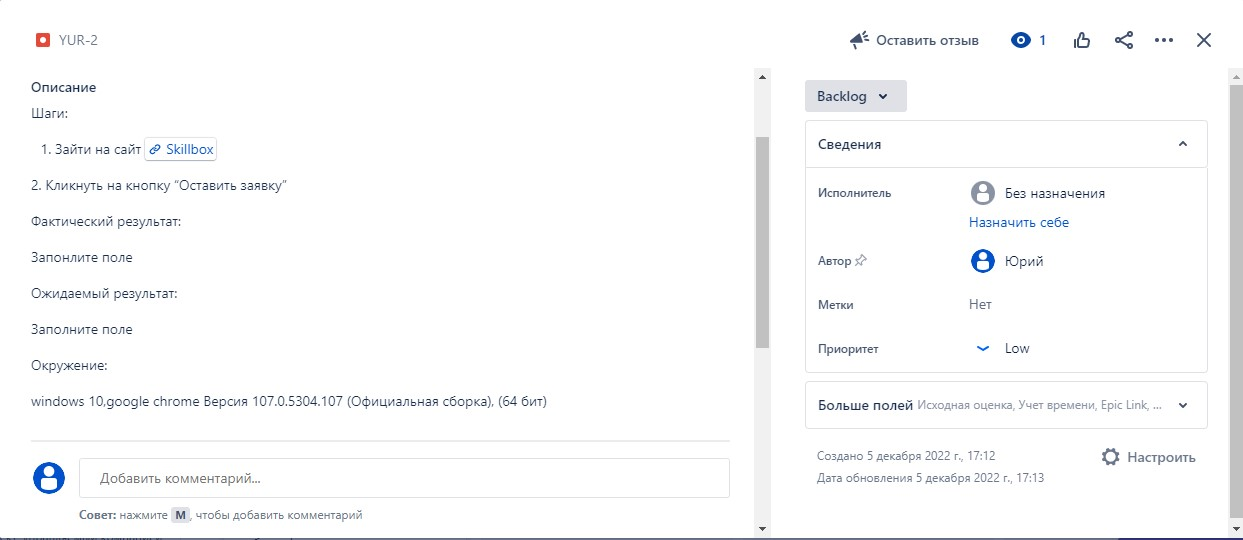 YUR-2
Оставить отзыв
1
Описание
Шаги:
1. Зайти на сайт Skillbox
2. Кликнуть на кнопку “Оставить заявку”
Фактический результат:
Запонлите поле
Ожидаемый результат:
Заполните поле
Окружение:
windows 10,google chrome Версия 107.0.5304.107 (Официальная сборка), (64 бит)
Добавить комментарий...
Совет: нажмите M, чтобы добавить комментарий
Backlog
Сведения
Исполнитель
Без назначения
Назначить себе
Автор
Юрий
Метки
Нет
Приоритет
Low
Больше полей Исходная оценка, Учет времени, Epic Link, ...
Создано 5 декабря 2022 г., 17:12
Дата обновления 5 декабря 2022 г., 17:13
Настроить